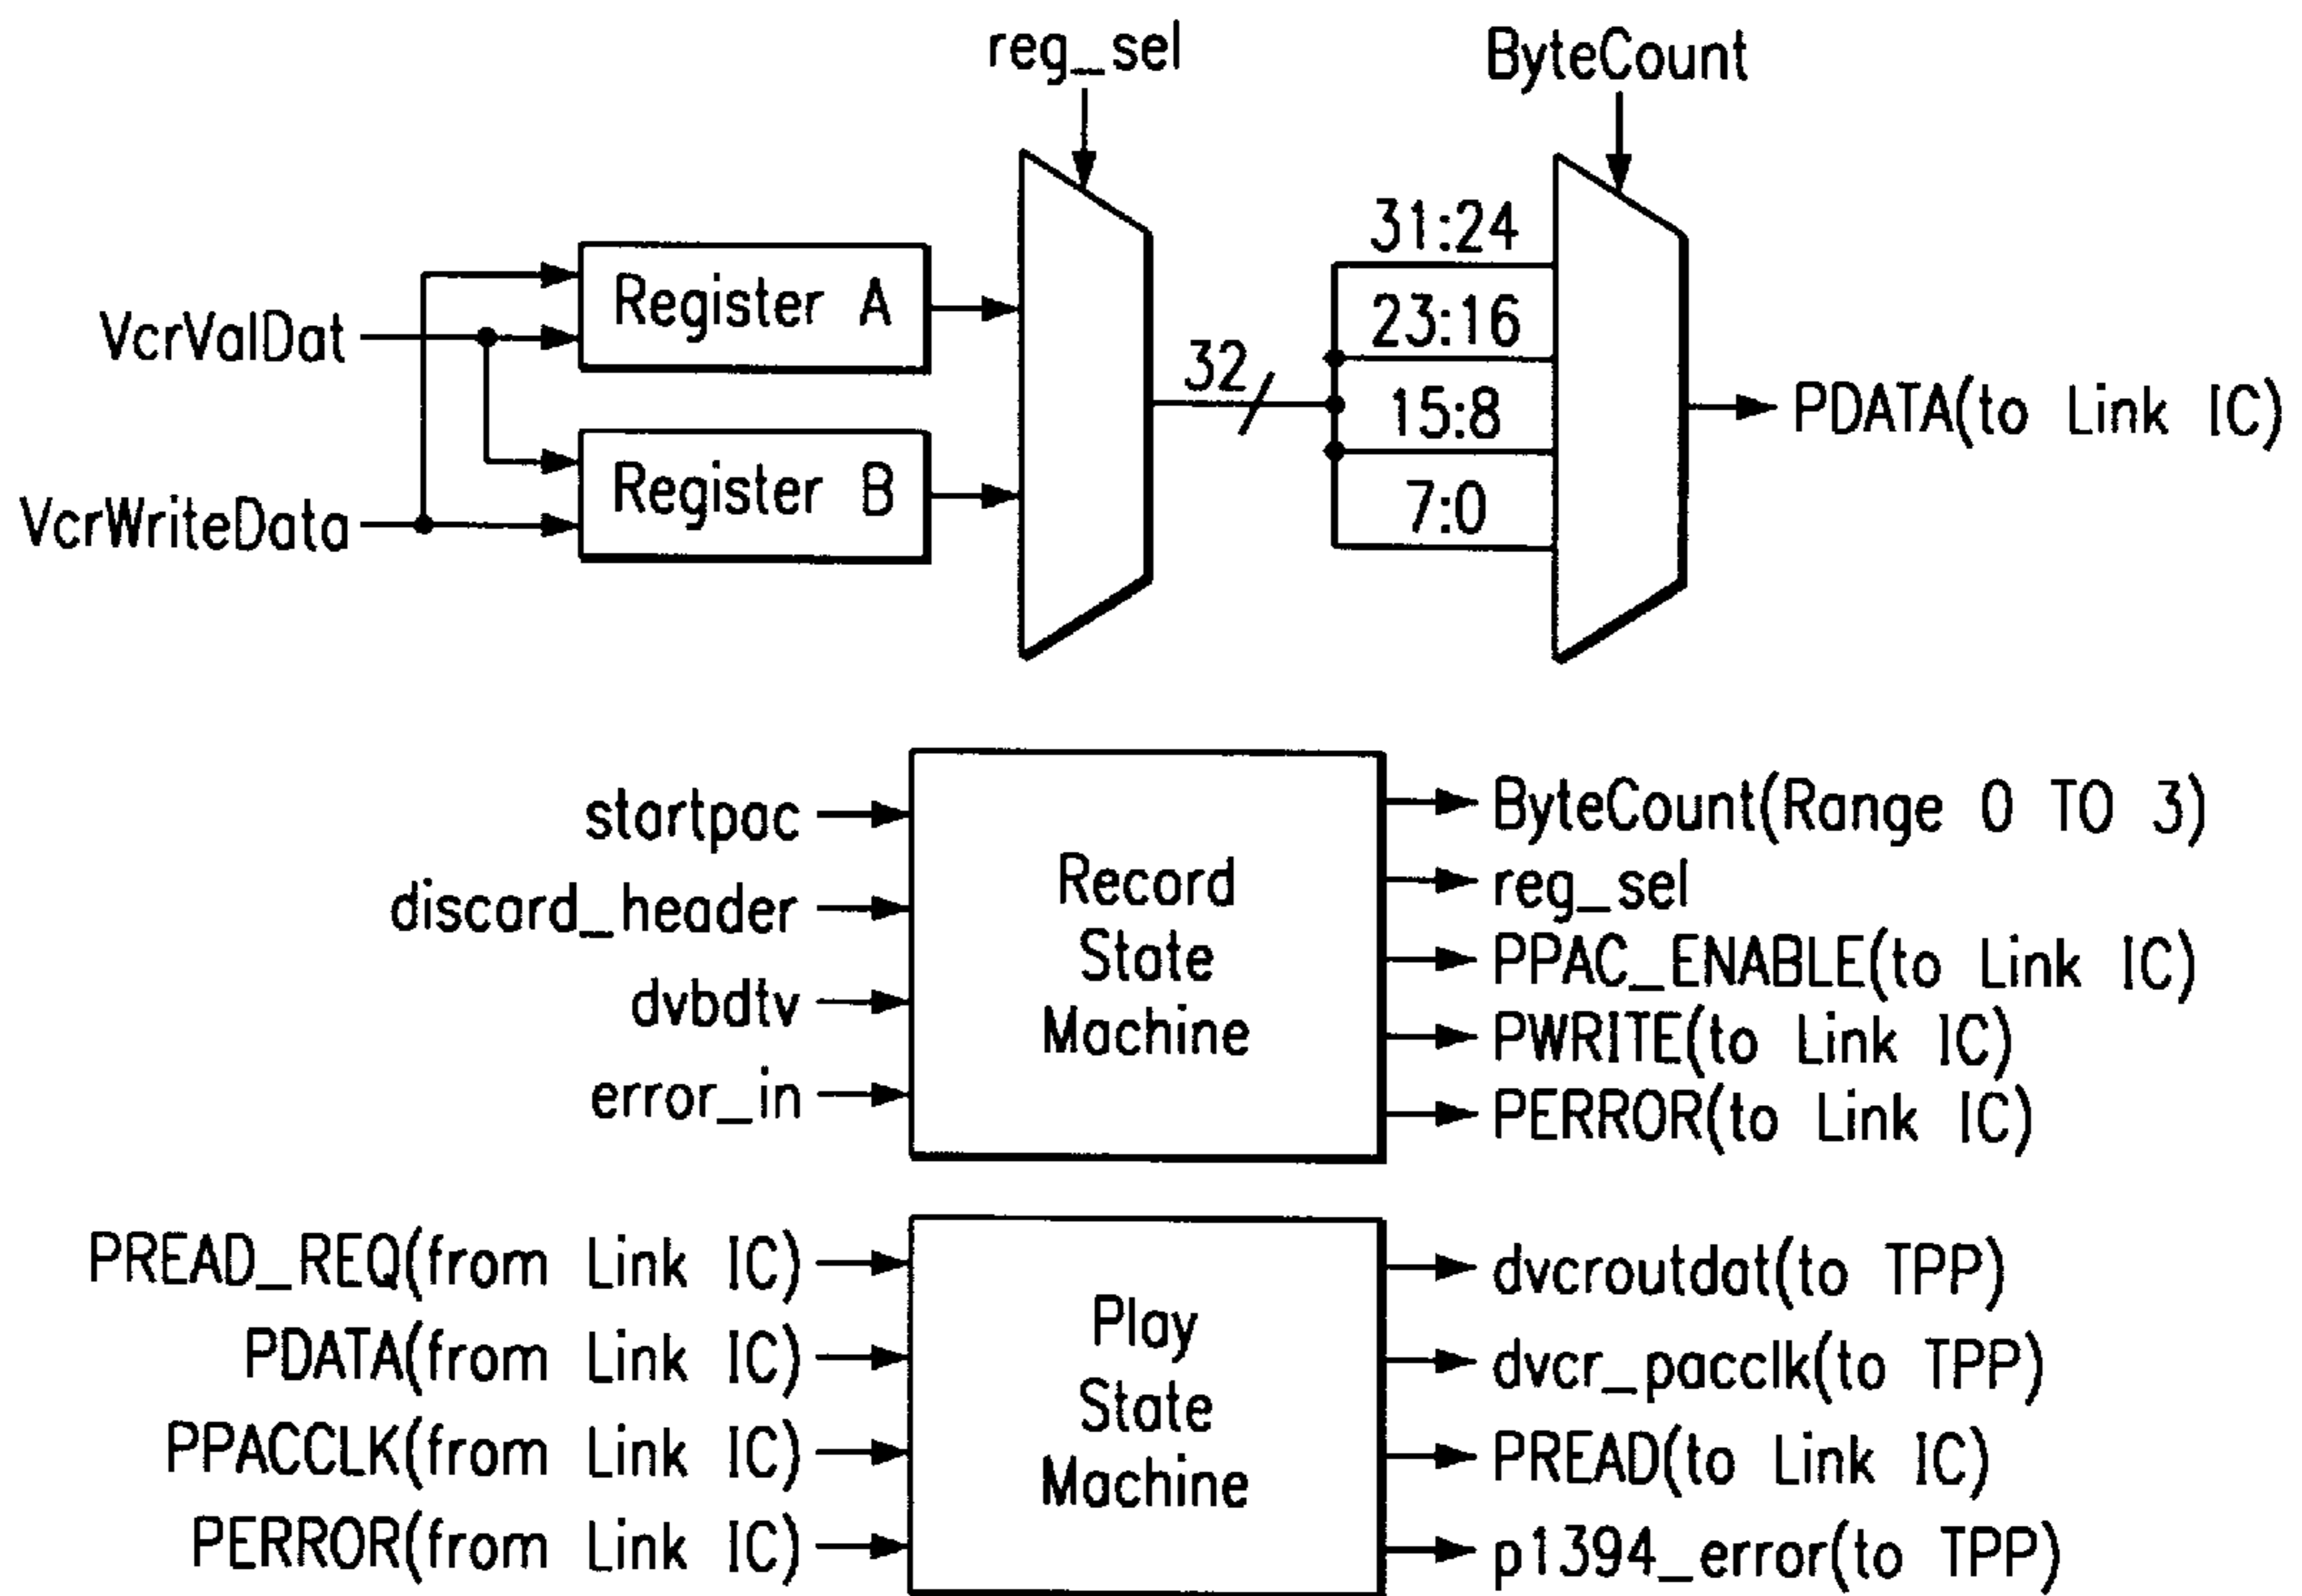 reg_sel
ByteCount
31:24
Register A
23:16
VcrValDat
32
15:8
PDATA(to Link IC)
Register B
7:0
VcrWriteData
startpac
discard_header
dvbdtv
error_in
Record
State
Machine
ByteCount(Range 0 TO 3)
reg_sel
PPAC_ENABLE(to Link IC)
PWRITE(to Link IC)
PERROR(to Link IC)
PREAD_REQ(from Link IC)
PDATA(from Link IC)
PPACCLK(from Link IC)
PERROR(from Link IC)
Play
State
Machine
dvcroutdat(to TPP)
dvcr_pacclk(to TPP)
PREAD(to Link IC)
p1394_error(to TPP)